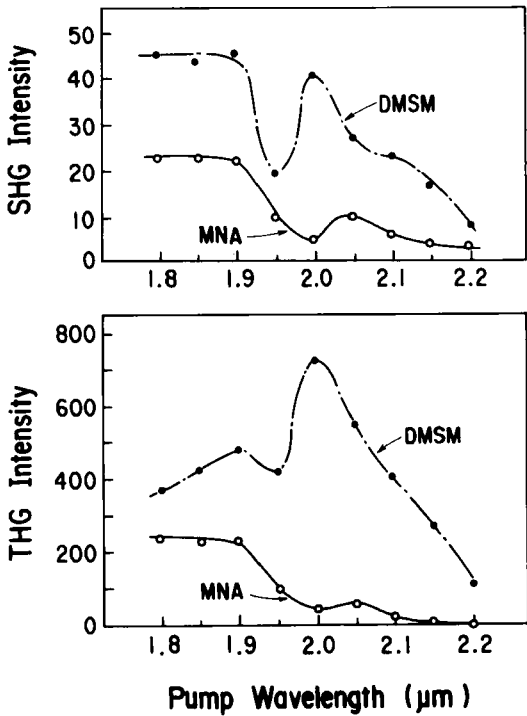 SHG Intensity
50
40
30
20
10
0
DMSM
MNA
1.8 1.9 2.0 2.1 2.2
THG Intensity
800
600
400
200
0
DMSM
MNA
1.8 1.9 2.0 2.1 2.2
Pump Wavelength (μm)